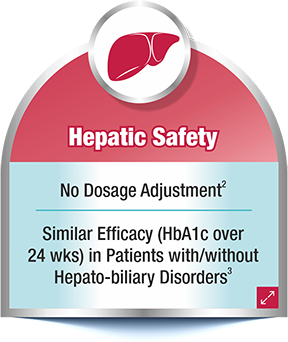 Hepatic Safety
No Dosage Adjustment²
Similar Efficacy (HbA1c over
24 wks) in Patients with/without
Hepato-biliary Disorders³